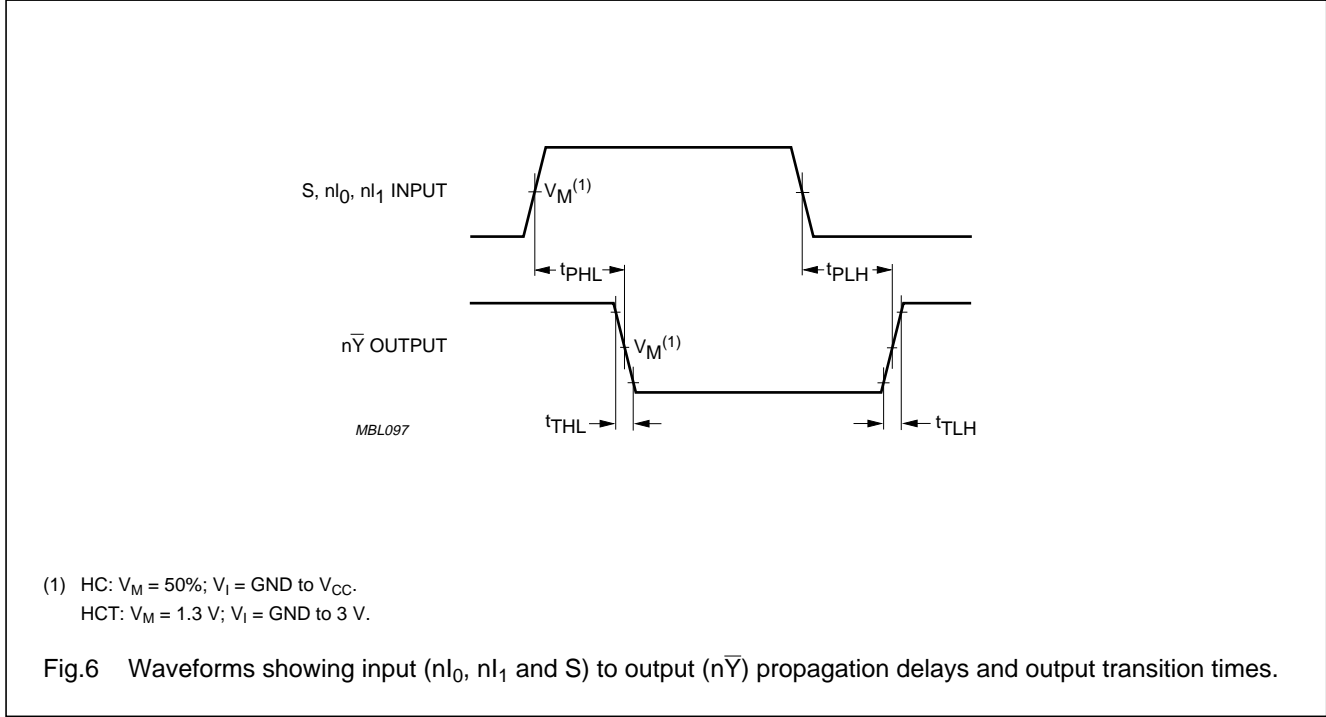 S, nI0, nI1 INPUT
VM(1)
tPHL
tPLH
nY̅ OUTPUT
VM(1)
tTHL
tTLH
MBL097
(1) HC: VM = 50%; VI = GND to VCC.
HCT: VM = 1.3 V; VI = GND to 3 V.
Fig.6 Waveforms showing input (nI0, nI1 and S) to output (nY̅) propagation delays and output transition times.